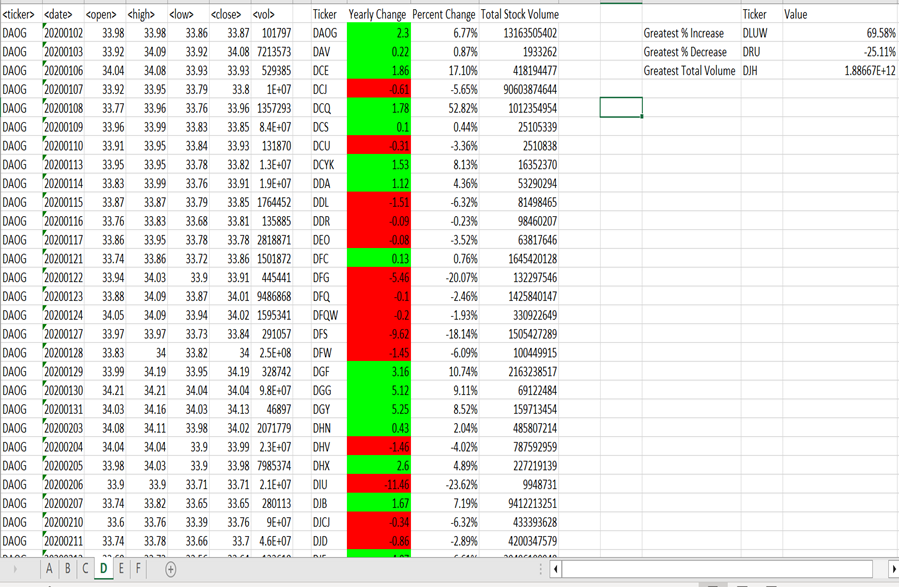 <ticker> <date> <open> <high> <low> <close> <vol> Ticker Yearly Change Percent Change Total Stock Volume Ticker Value
DAOG 20200102 33.98 33.98 33.86 33.87 101797 DAOG 2.3 6.77% 13163505402 Greatest % Increase DLUW 69.58%
DAOG 20200103 33.92 34.09 33.92 34.08 7213573 DAV 0.22 0.87% 1933262 Greatest % Decrease DRU -25.11%
DAOG 20200106 34.04 34.08 33.93 33.93 529385 DCE 1.86 17.10% 418194477 Greatest Total Volume DJH 1.88667E+12
DAOG 20200107 33.92 33.95 33.79 33.8 1E+07 DCJ -0.61 -5.65% 90603874644
DAOG 20200108 33.77 33.96 33.76 33.96 1357293 DCQ 1.78 52.82% 1012354954
DAOG 20200109 33.96 33.99 33.83 33.85 8.4E+07 DCS 0.1 0.44% 25105339
DAOG 20200110 33.91 33.95 33.84 33.93 131870 DCU -0.31 -3.36% 2510838
DAOG 20200113 33.95 33.95 33.78 33.82 1.3E+07 DCYK 1.53 8.13% 16352370
DAOG 20200114 33.83 33.99 33.76 33.91 1.9E+07 DDA 1.12 4.36% 53290294
DAOG 20200115 33.87 33.87 33.79 33.85 1764452 DDL -1.51 -6.32% 81498465
DAOG 20200116 33.76 33.83 33.68 33.81 135885 DDR -0.09 -0.23% 98460207
DAOG 20200117 33.86 33.95 33.78 33.78 2818871 DEO -0.08 -3.52% 63817646
DAOG 20200121 33.74 33.86 33.72 33.86 1501872 DFC 0.13 0.76% 1645420128
DAOG 20200122 33.94 34.03 33.9 33.91 445441 DFG -5.46 -20.07% 132297546
DAOG 20200123 33.88 34.09 33.87 34.01 9486868 DFQ -0.1 -2.46% 1425840147
DAOG 20200124 34.05 34.09 33.94 34.02 1595341 DFQW -0.2 -1.93% 330922649
DAOG 20200127 33.97 33.97 33.73 33.84 291057 DFS -9.62 -18.14% 1505427289
DAOG 20200128 33.83 34 33.82 34 2.5E+08 DFW -1.45 -6.09% 100449915
DAOG 20200129 33.99 34.19 33.95 34.19 328742 DGF 3.16 10.74% 2163238517
DAOG 20200130 34.21 34.21 34.04 34.04 9.8E+07 DGG 5.12 9.11% 69122484
DAOG 20200131 34.03 34.16 34.03 34.13 46897 DGY 5.25 8.52% 159713454
DAOG 20200203 34.08 34.11 33.98 34.02 2071779 DHN 0.43 2.04% 485807214
DAOG 20200204 34.04 34.04 33.9 33.99 2.3E+07 DHV -1.46 -4.02% 787592959
DAOG 20200205 33.98 34.03 33.9 33.98 7985374 DHX 2.6 4.89% 227219139
DAOG 20200206 33.9 33.9 33.71 33.71 2.1E+07 DIU -11.46 -23.62% 9948731
DAOG 20200207 33.74 33.82 33.65 33.65 280113 DJB 1.67 7.19% 9412213251
DAOG 20200210 33.6 33.76 33.39 33.76 9E+07 DJCJ -0.34 -6.32% 433393628
DAOG 20200211 33.74 33.78 33.66 33.7 4.6E+07 DJD -0.86 -2.89% 4200347579
A B C D E F